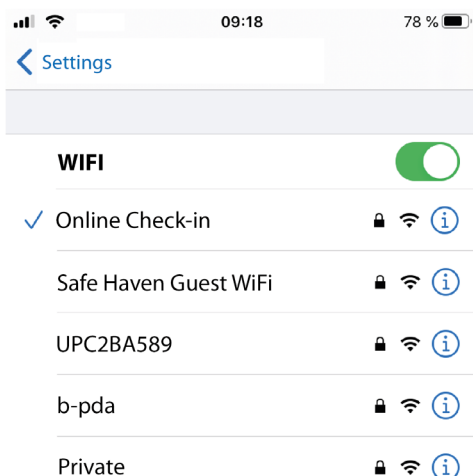 09:18 78 %
Settings
WIFI
Online Check-in
Safe Haven Guest WiFi
UPC2BA589
b-pda
Private